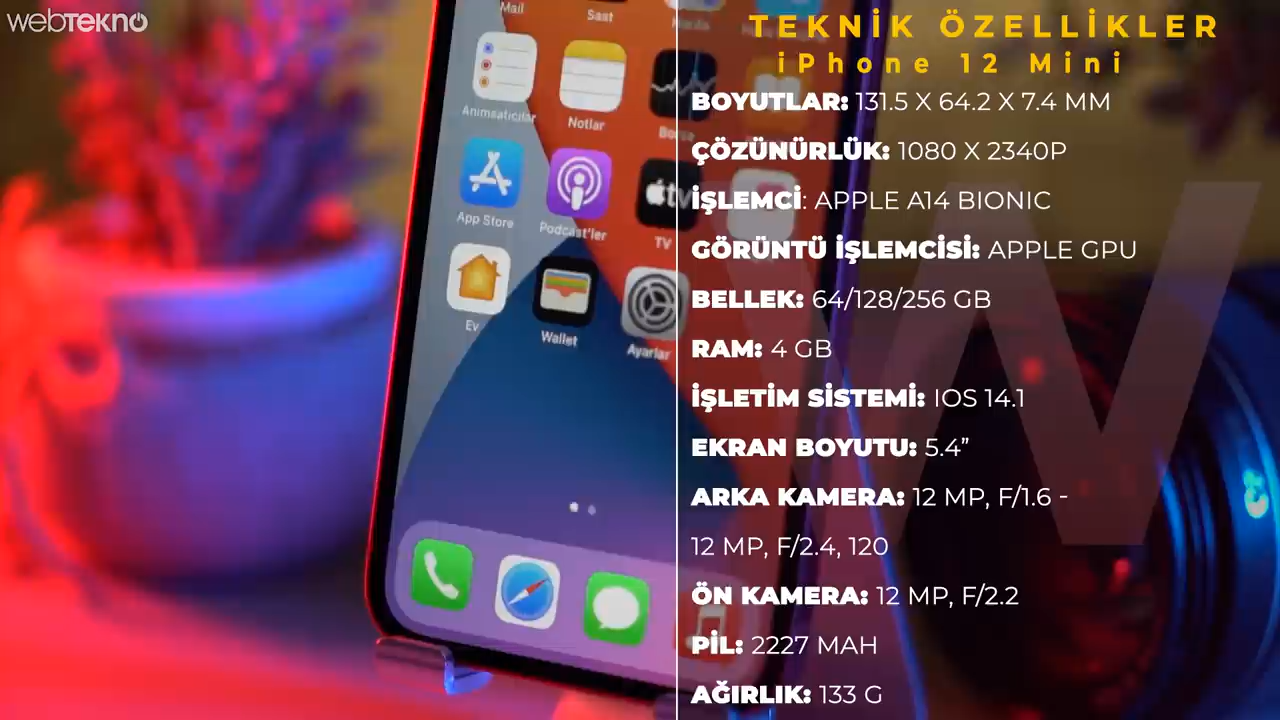 webtekno
TEKNİK ÖZELLİKLER
iPhone 12 Mini
BOYUTLAR: 131.5 X 64.2 X 7.4 MM
ÇÖZÜNÜRLÜK: 1080 X 2340P
İŞLEMCİ: APPLE A14 BIONIC
GÖRÜNTÜ İŞLEMCİSİ: APPLE GPU
BELLEK: 64/128/256 GB
RAM: 4 GB
İŞLETİM SİSTEMİ: IOS 14.1
EKRAN BOYUTU: 5.4”
ARKA KAMERA: 12 MP, F/1.6 -
12 MP, F/2.4, 120
ÖN KAMERA: 12 MP, F/2.2
PİL: 2227 MAH
AĞIRLIK: 133 G
Mail Saat
Anımsatıcılar Notlar Borsa
App Store Podcast'ler TV
tv
Ev Wallet Ayarlar